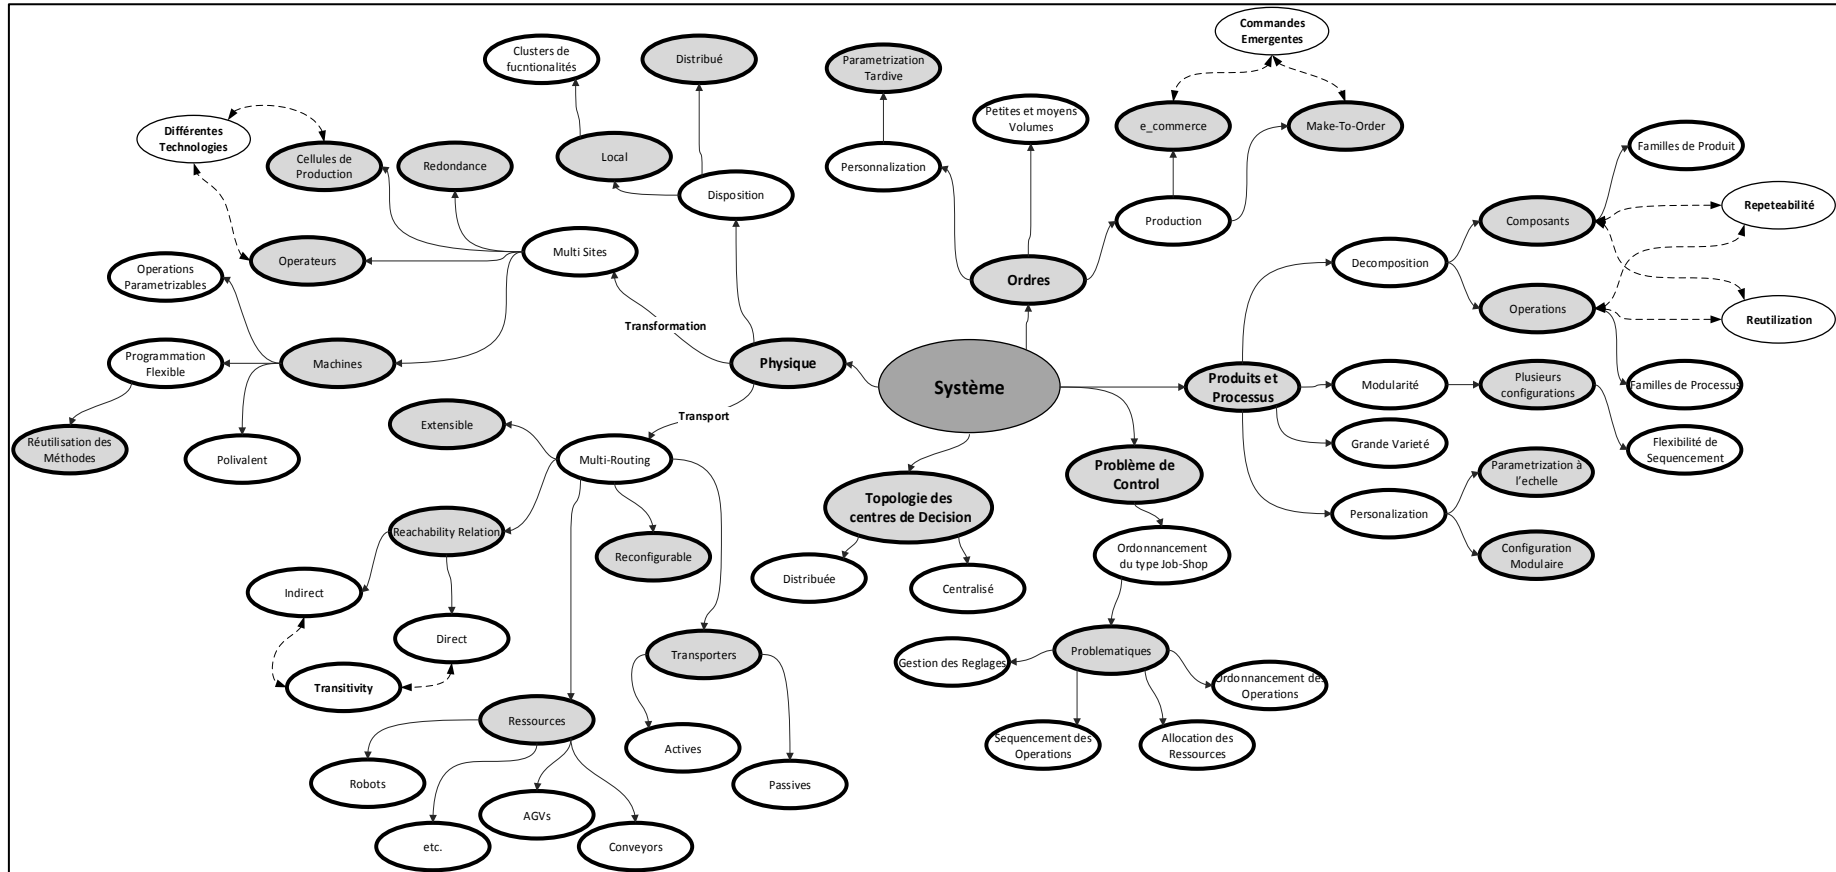 Commandes
Emergentes
Clusters de
fucntionalités
Distribué
Parametrization
Tardive
Petites et moyens
Volumes
e_commerce
Make-To-Order
Différentes
Technologies
Cellules de
Production
Redondance
Local
Disposition
Personnalization
Production
Familles de Produit
Composants
Repeteabilité
Operateurs
Multi Sites
Ordres
Decomposition
Operations
Parametrizables
Operations
Reutilization
Transformation
Programmation
Flexible
Machines
Physique
Système
Produits et
Processus
Modularité
Plusieurs
configurations
Familles de Processus
Transport
Extensible
Réutilisation des
Méthodes
Polivalent
Multi-Routing
Problème de
Control
Grande Varieté
Flexibilité de
Sequencement
Parametrization à
l’echelle
Topologie des
centres de Decision
Personalization
Reachability Relation
Reconfigurable
Ordonnancement
du type Job-Shop
Configuration
Modulaire
Indirect
Distribuée
Centralisé
Direct
Transporters
Gestion des Reglages
Problematiques
Transitivity
Ordonnancement des
Operations
Ressources
Actives
Sequencement des
Operations
Allocation des
Ressources
Robots
Passives
AGVs
etc.
Conveyors